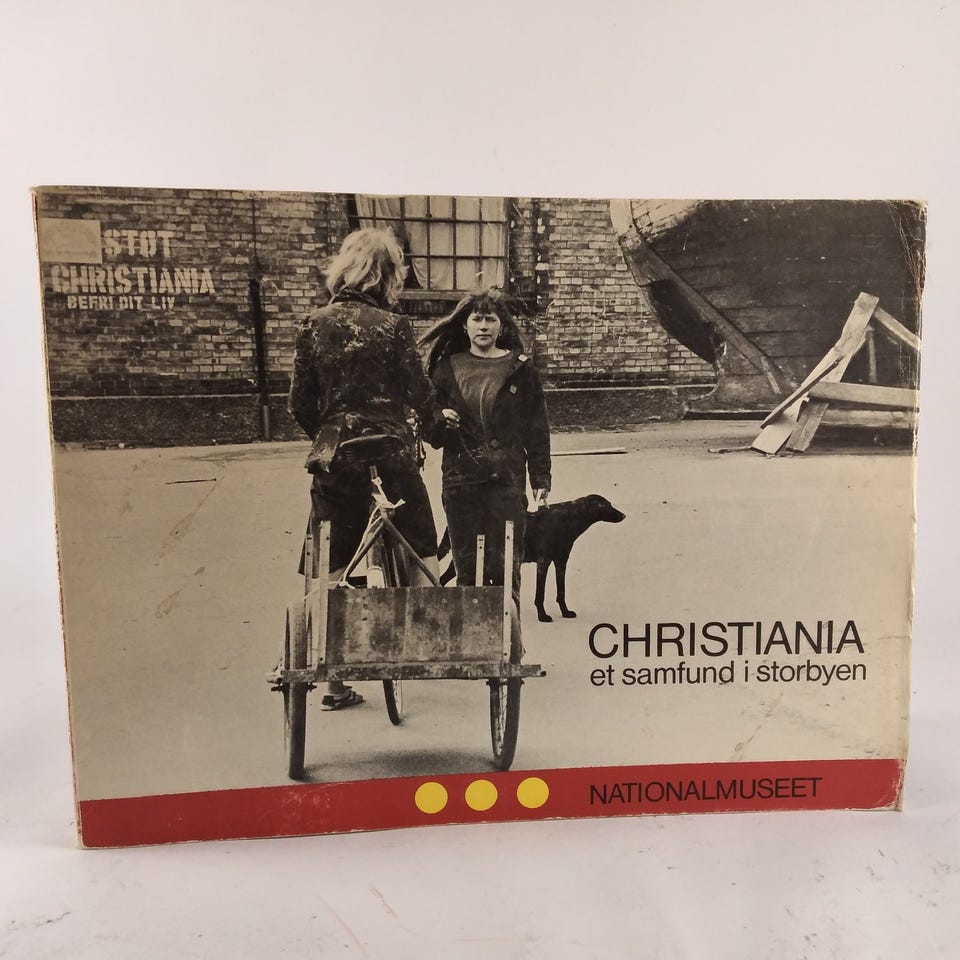 STØT
CHRISTIANIA
BEFRI DIT LIV
CHRISTIANIA
et samfund i storbyen
NATIONALMUSEET